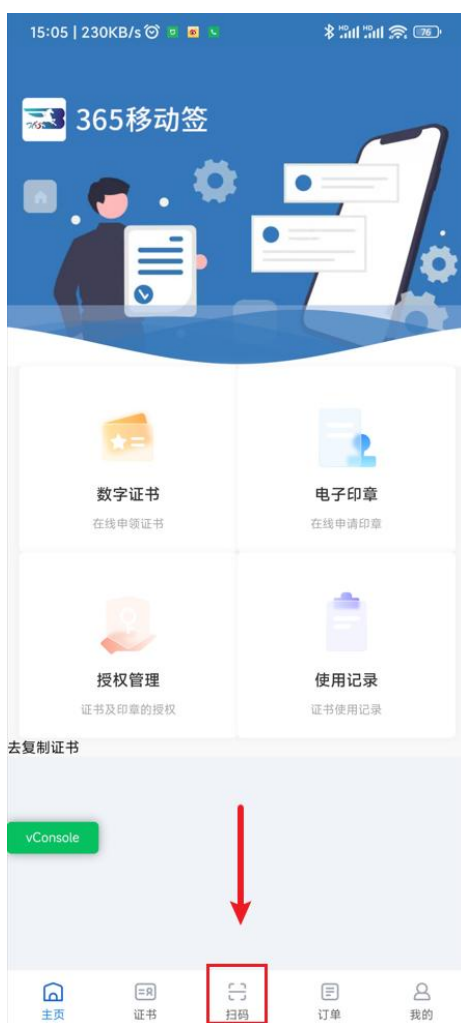 15:05 | 230KB/s
HD HD 76
365
365移动签
数字证书
电子印章
在线申领证书
在线申请印章
授权管理
使用记录
证书及印章的授权
证书使用记录
去复制证书
vConsole
主页
证书
扫码
订单
我的